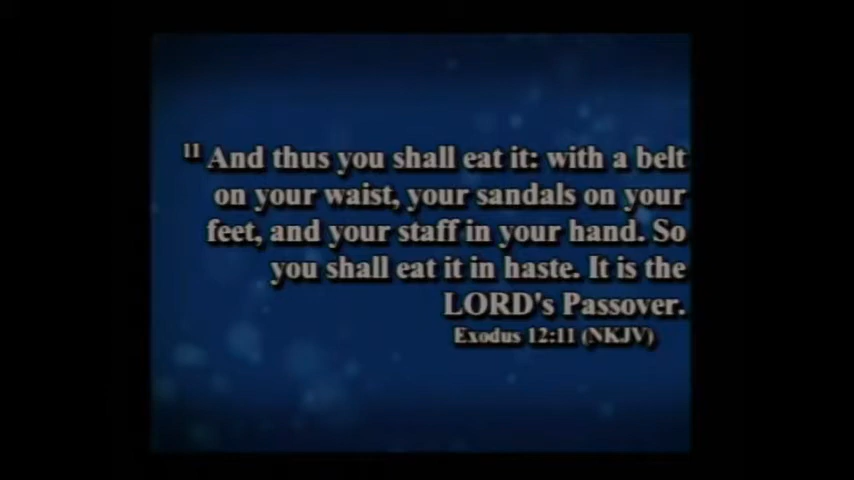 11 And thus you shall eat it: with a belt
on your waist, your sandals on your
feet, and your staff in your hand. So
you shall eat it in haste. It is the
LORD's Passover.
Exodus 12:11 (NKJV)